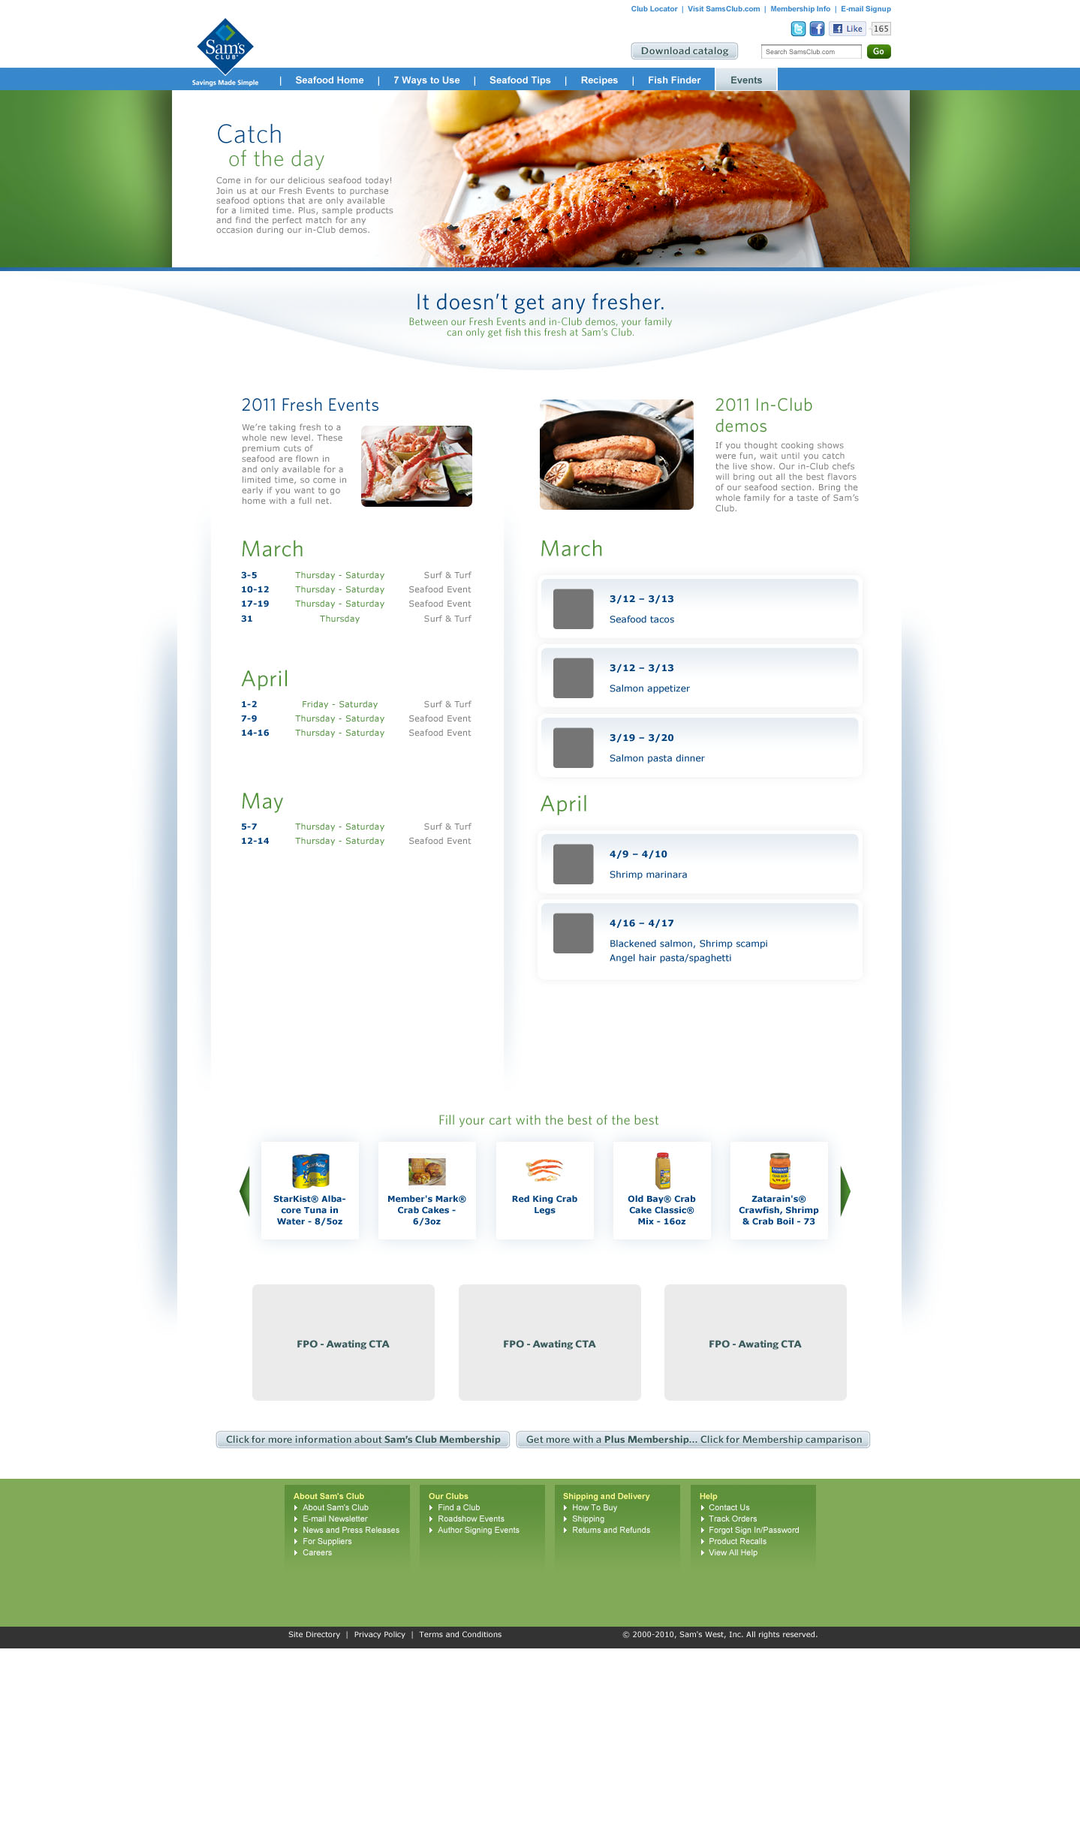 Club Locator | Visit SamsClub.com | Membership Info | E-mail Signup
Like 165
Sam's
CLUB
Savings Made Simple
Download catalog
Search SamsClub.com
Go
| Seafood Home | 7 Ways to Use | Seafood Tips | Recipes | Fish Finder Events
Catch
of the day
Come in for our delicious seafood today!
Join us at our Fresh Events to purchase
seafood options that are only available
for a limited time. Plus, sample products
and find the perfect match for any
occasion during our in-Club demos.
It doesn't get any fresher.
Between our Fresh Events and in-Club demos, your family
can only get fish this fresh at Sam's Club.
2011 Fresh Events
We're taking fresh to a
whole new level. These
premium cuts of
seafood are flown in
and only available for a
limited time, so come in
early if you want to go
home with a full net.
March
3-5 Thursday - Saturday Surf & Turf
10-12 Thursday - Saturday Seafood Event
17-19 Thursday - Saturday Seafood Event
31 Thursday Surf & Turf
April
1-2 Friday - Saturday Surf & Turf
7-9 Thursday - Saturday Seafood Event
14-16 Thursday - Saturday Seafood Event
May
5-7 Thursday - Saturday Surf & Turf
12-14 Thursday - Saturday Seafood Event
2011 In-Club
demos
If you thought cooking shows
were fun, wait until you catch
the live show. Our in-Club chefs
will bring out all the best flavors
of our seafood section. Bring the
whole family for a taste of Sam's
Club.
March
3/12 – 3/13
Seafood tacos
3/12 – 3/13
Salmon appetizer
3/19 – 3/20
Salmon pasta dinner
April
4/9 – 4/10
Shrimp marinara
4/16 – 4/17
Blackened salmon, Shrimp scampi
Angel hair pasta/spaghetti
Fill your cart with the best of the best
StarKist® Alba-
core Tuna in
Water - 8/5oz
Member's Mark®
Crab Cakes -
6/3oz
Red King Crab
Legs
Old Bay® Crab
Cake Classic®
Mix - 16oz
Zatarain's®
Crawfish, Shrimp
& Crab Boil - 73
FPO - Awating CTA
FPO - Awating CTA
FPO - Awating CTA
Click for more information about Sam's Club Membership
Get more with a Plus Membership... Click for Membership camparison
About Sam's Club
About Sam's Club
E-mail Newsletter
News and Press Releases
For Suppliers
Careers
Our Clubs
Find a Club
Roadshow Events
Author Signing Events
Shipping and Delivery
How To Buy
Shipping
Returns and Refunds
Help
Contact Us
Track Orders
Forgot Sign In/Password
Product Recalls
View All Help
Site Directory | Privacy Policy | Terms and Conditions
© 2000-2010, Sam's West, Inc. All rights reserved.